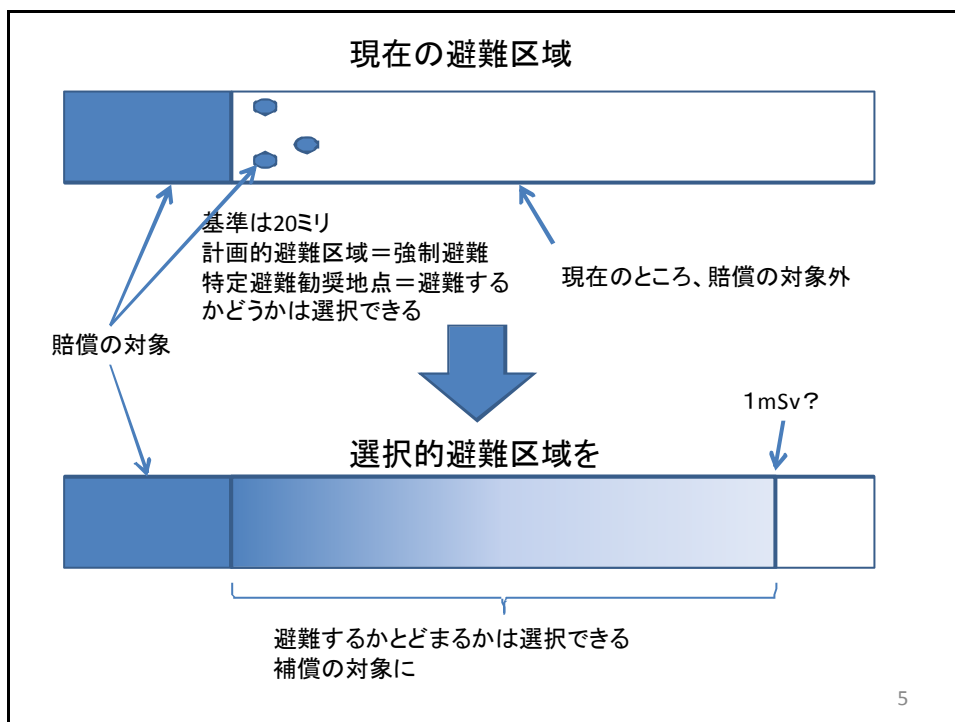 現在の避難区域
基準は20ミリ
計画的避難区域＝強制避難
特定避難勧奨地点＝避難する
かどうかは選択できる
現在のところ、賠償の対象外
賠償の対象
1mSv？
選択的避難区域を
避難するかとどまるかは選択できる
補償の対象に
5